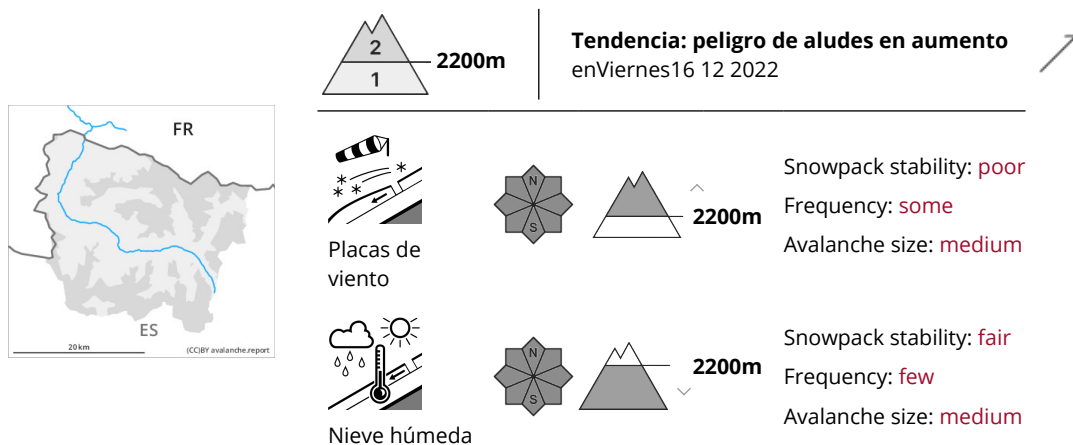 2
1
2200m
Tendencia: peligro de aludes en aumento
enViernes16 12 2022
FR
ES
20 km
(CC)BY avalanche.report
Placas de
viento
N
S
2200m
Snowpack stability: poor
Frequency: some
Avalanche size: medium
Nieve húmeda
N
S
2200m
Snowpack stability: fair
Frequency: few
Avalanche size: medium